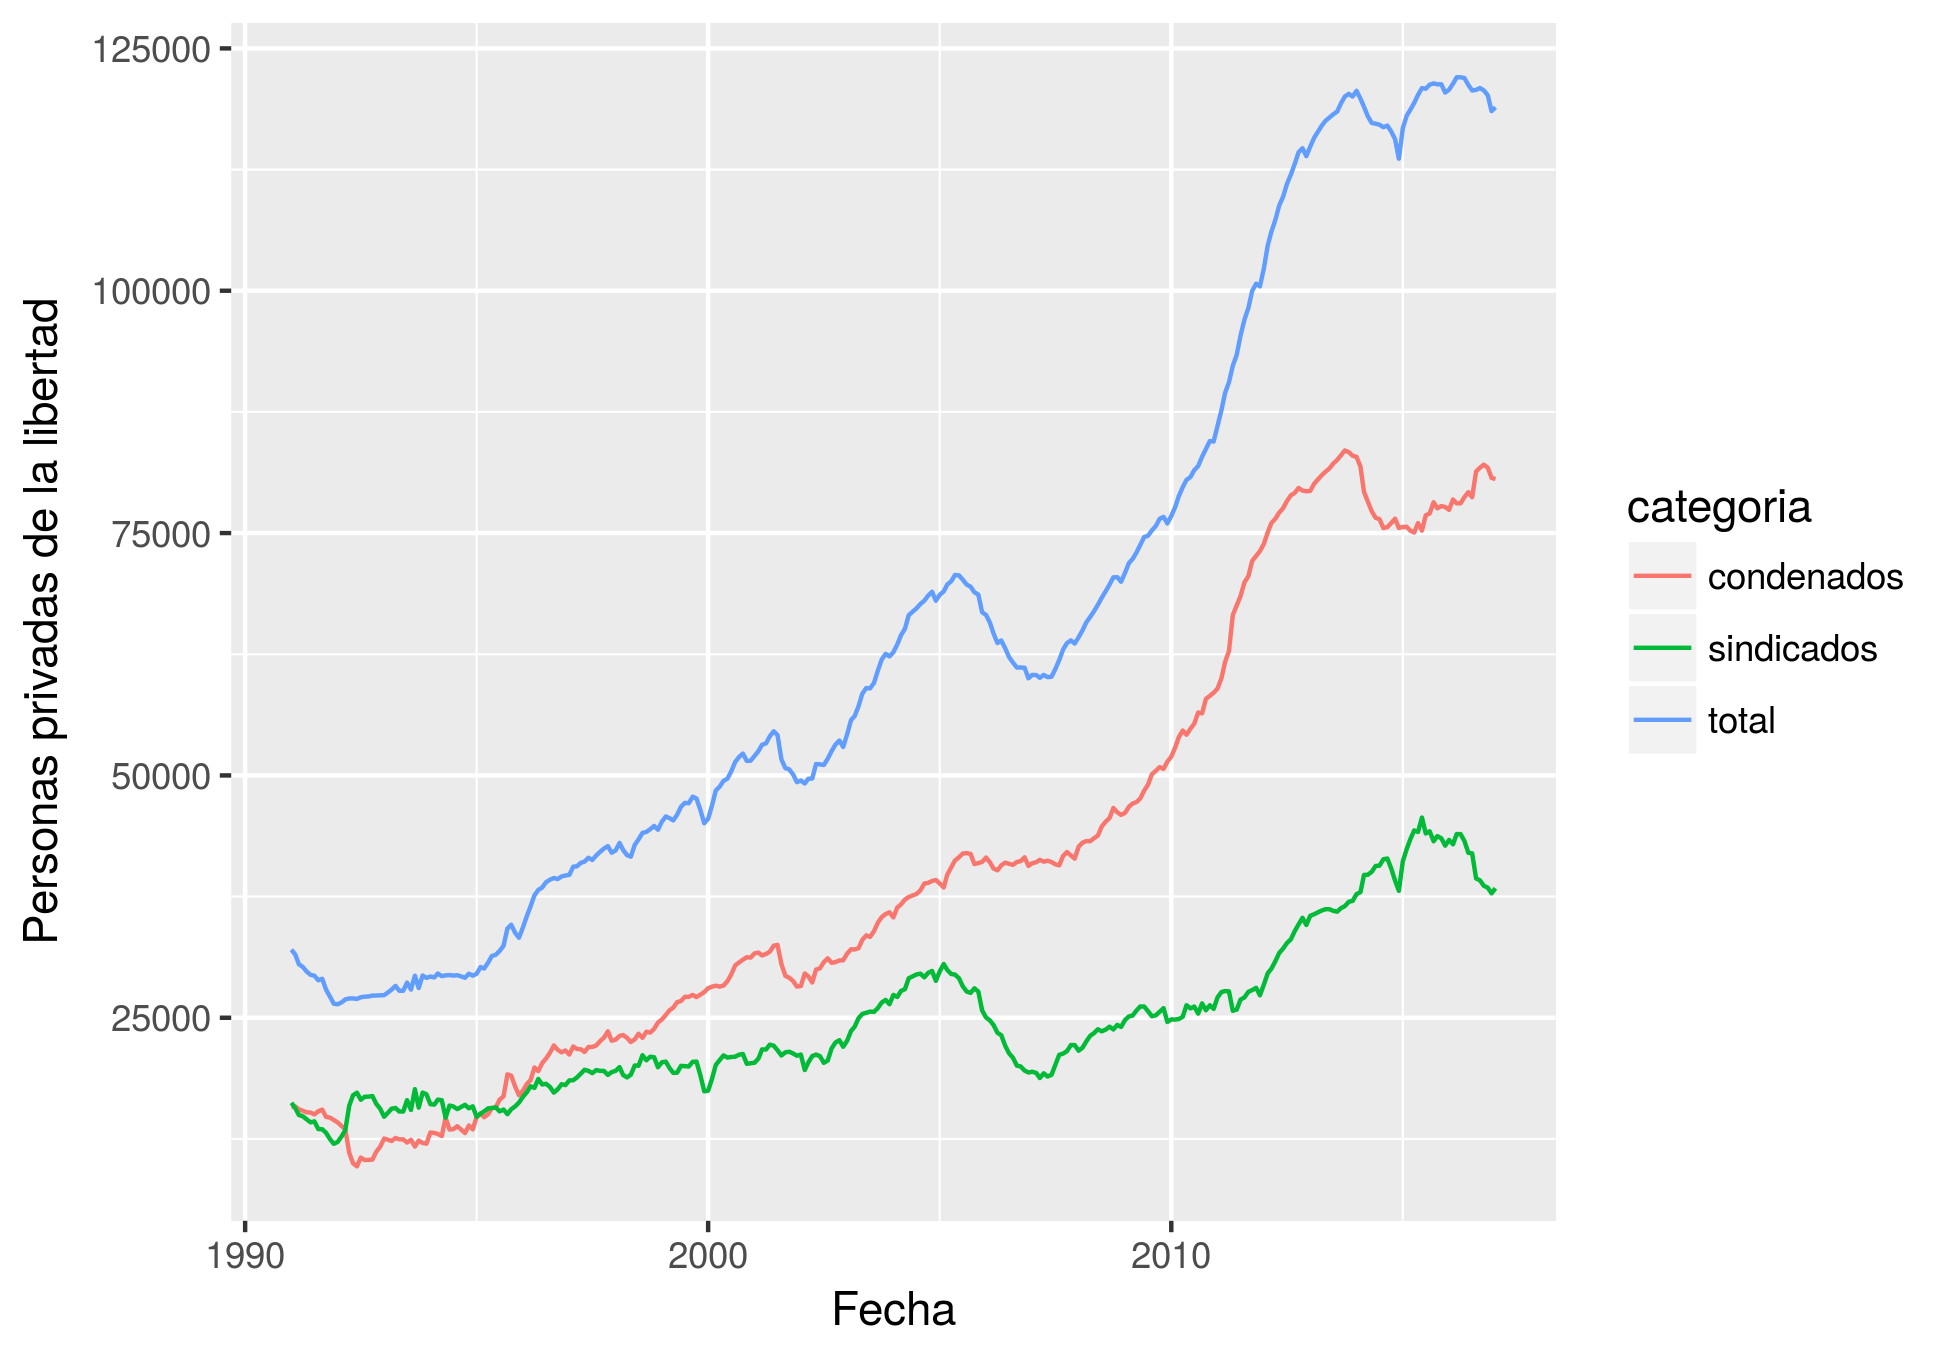 125000
100000
75000
50000
25000
Personas privadas de la libertad
1990
2000
2010
Fecha
categoria
condenados
sindicados
total